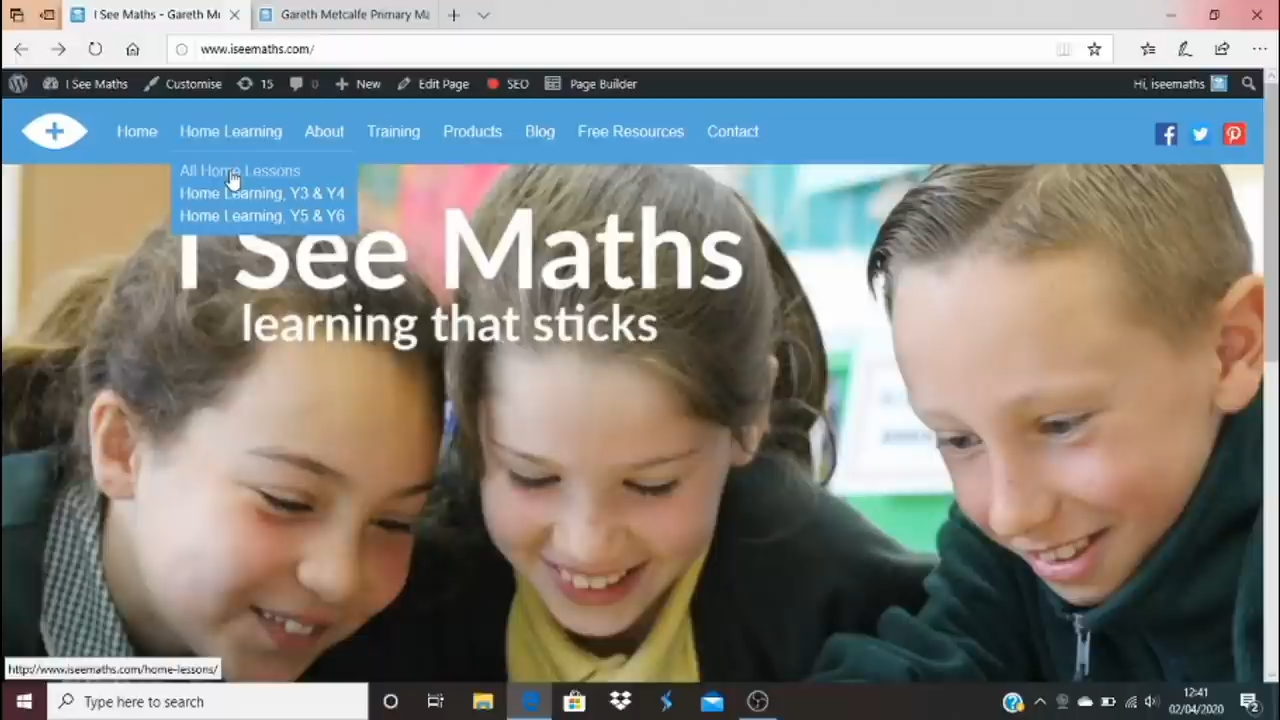 I See Maths - Gareth Me
Gareth Metcalfe Primary Ma
www.iseemaths.com/
I See Maths
Customise
15
0
New
Edit Page
SEO
Page Builder
Hi, iseemaths
Home
Home Learning
About
Training
Products
Blog
Free Resources
Contact
All Home Lessons
Home Learning, Y3 & Y4
Home Learning, Y5 & Y6
I See Maths
learning that sticks
http://www.iseemaths.com/home-lessons/
Type here to search
12:41
02/04/2020
2